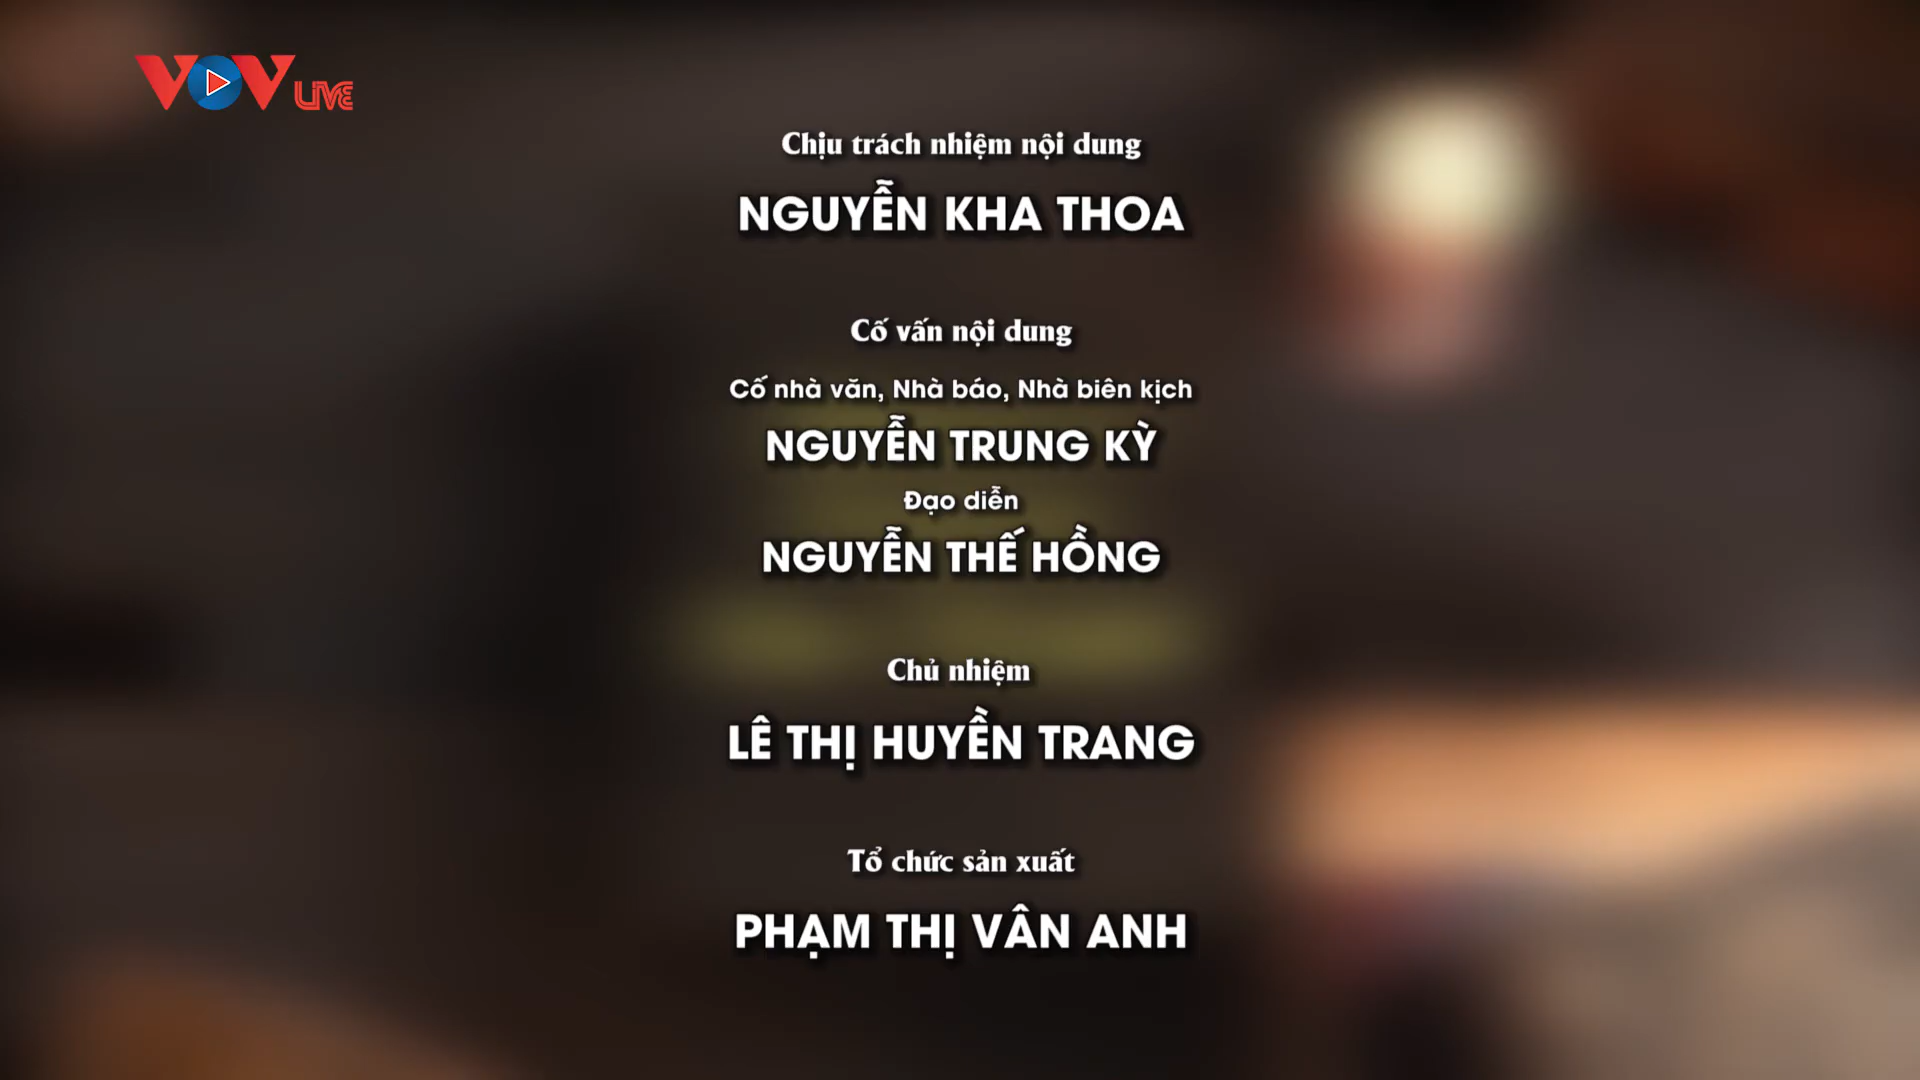 VOV LIVE
Chịu trách nhiệm nội dung
NGUYỄN KHA THOA
Cố vấn nội dung
Cố nhà văn, Nhà báo, Nhà biên kịch
NGUYỄN TRUNG KỲ
Đạo diễn
NGUYỄN THẾ HỒNG
Chủ nhiệm
LÊ THỊ HUYỀN TRANG
Tổ chức sản xuất
PHẠM THỊ VÂN ANH